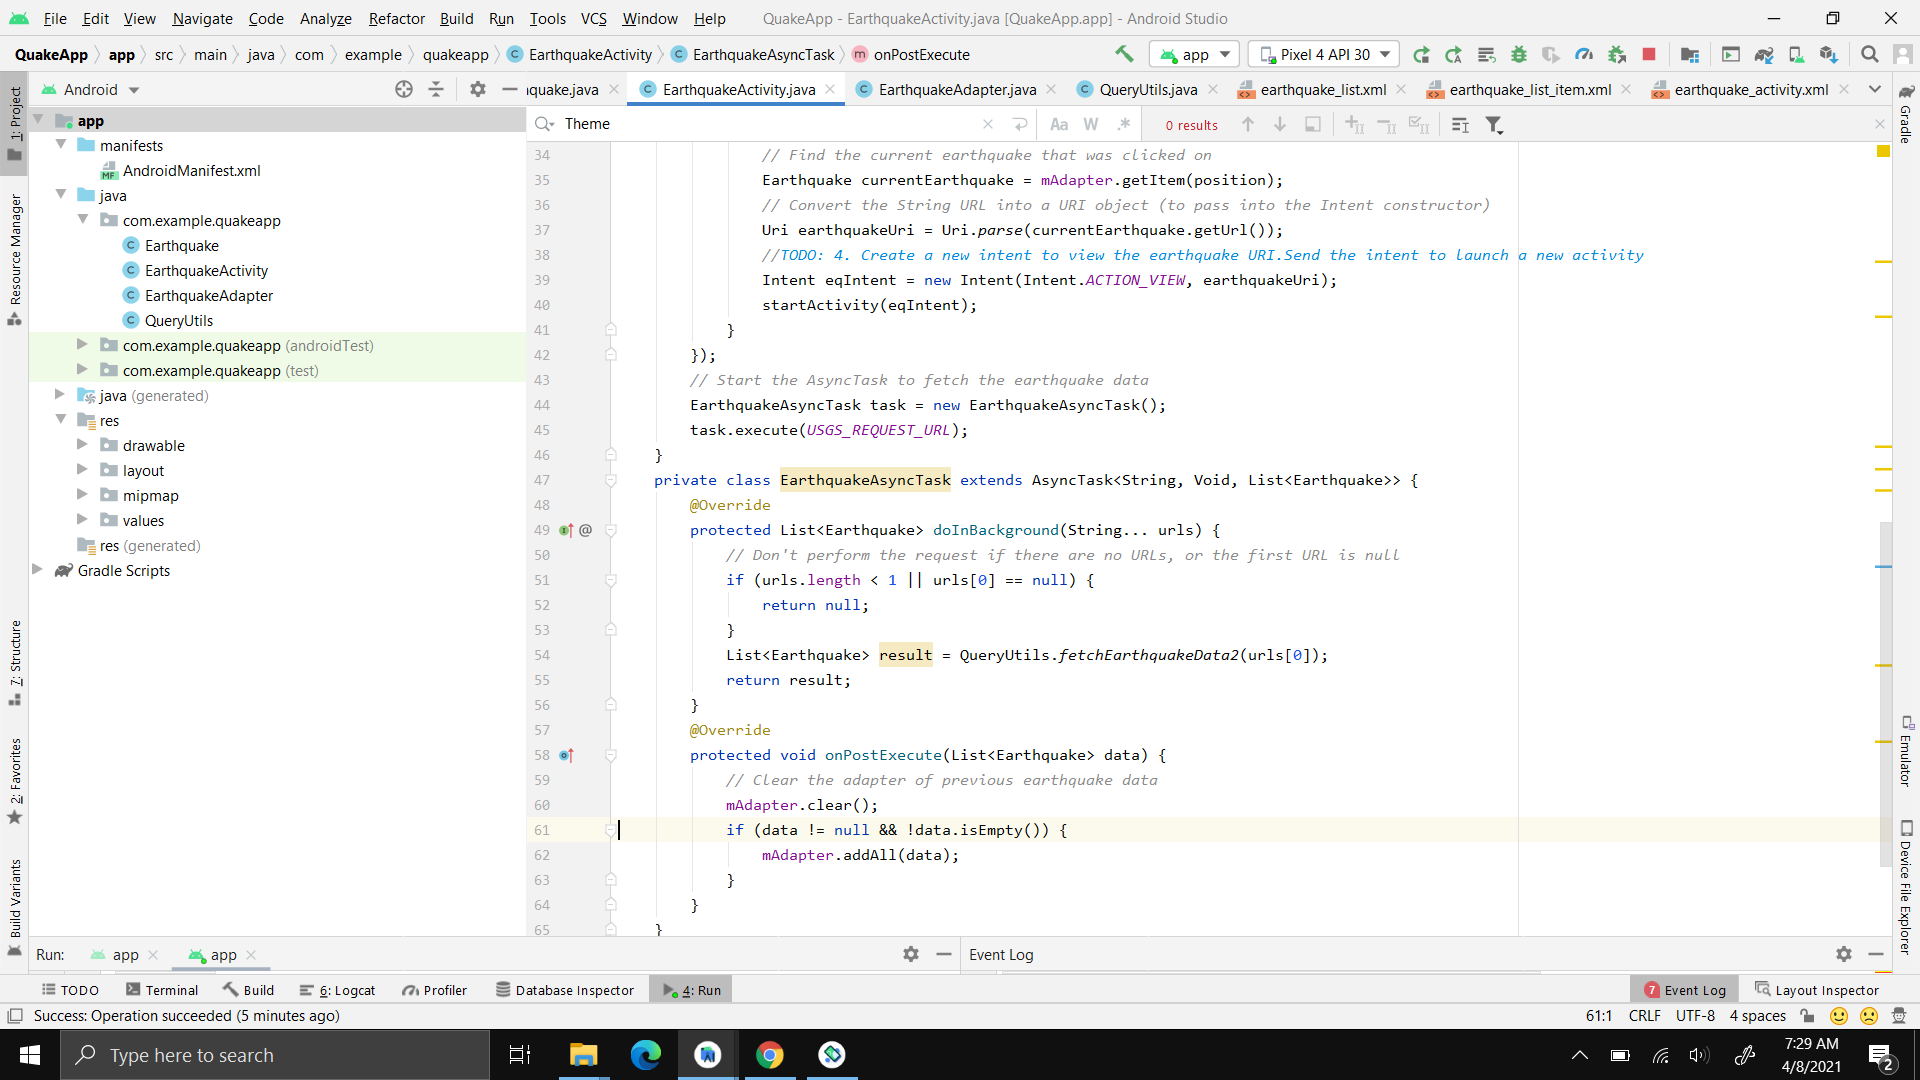 File Edit View Navigate Code Analyze Refactor Build Run Tools VCS Window Help QuakeApp - EarthquakeActivity.java [QuakeApp.app] - Android Studio
QuakeApp app src main java com example quakeapp EarthquakeActivity EarthquakeAsyncTask onPostExecute app Pixel 4 API 30
Android quake.java EarthquakeActivity.java EarthquakeAdapter.java QueryUtils.java earthquake_list.xml earthquake_list_item.xml earthquake_activity.xml
Theme Aa W .* 0 results
1: Project
Resource Manager
7: Structure
2: Favorites
Build Variants
app
manifests
AndroidManifest.xml
java
com.example.quakeapp
Earthquake
EarthquakeActivity
EarthquakeAdapter
QueryUtils
com.example.quakeapp (androidTest)
com.example.quakeapp (test)
java (generated)
res
drawable
layout
mipmap
values
res (generated)
Gradle Scripts
34 // Find the current earthquake that was clicked on
35 Earthquake currentEarthquake = mAdapter.getItem(position);
36 // Convert the String URL into a URI object (to pass into the Intent constructor)
37 Uri earthquakeUri = Uri.parse(currentEarthquake.getUrl());
38 //TODO: 4. Create a new intent to view the earthquake URI.Send the intent to launch a new activity
39 Intent eqIntent = new Intent(Intent.ACTION_VIEW, earthquakeUri);
40 startActivity(eqIntent);
41 }
42 });
43 // Start the AsyncTask to fetch the earthquake data
44 EarthquakeAsyncTask task = new EarthquakeAsyncTask();
45 task.execute(USGS_REQUEST_URL);
46 }
47 private class EarthquakeAsyncTask extends AsyncTask<String, Void, List<Earthquake>> {
48 @Override
49 @ protected List<Earthquake> doInBackground(String... urls) {
50 // Don't perform the request if there are no URLs, or the first URL is null
51 if (urls.length < 1 || urls[0] == null) {
52 return null;
53 }
54 List<Earthquake> result = QueryUtils.fetchEarthquakeData2(urls[0]);
55 return result;
56 }
57 @Override
58 protected void onPostExecute(List<Earthquake> data) {
59 // Clear the adapter of previous earthquake data
60 mAdapter.clear();
61 if (data != null && !data.isEmpty()) {
62 mAdapter.addAll(data);
63 }
64 }
65 }
Gradle
Emulator
Device File Explorer
Run: app app Event Log
TODO Terminal Build 6: Logcat Profiler Database Inspector 4: Run 7 Event Log Layout Inspector
Success: Operation succeeded (5 minutes ago) 61:1 CRLF UTF-8 4 spaces
Type here to search 7:29 AM
4/8/2021 2